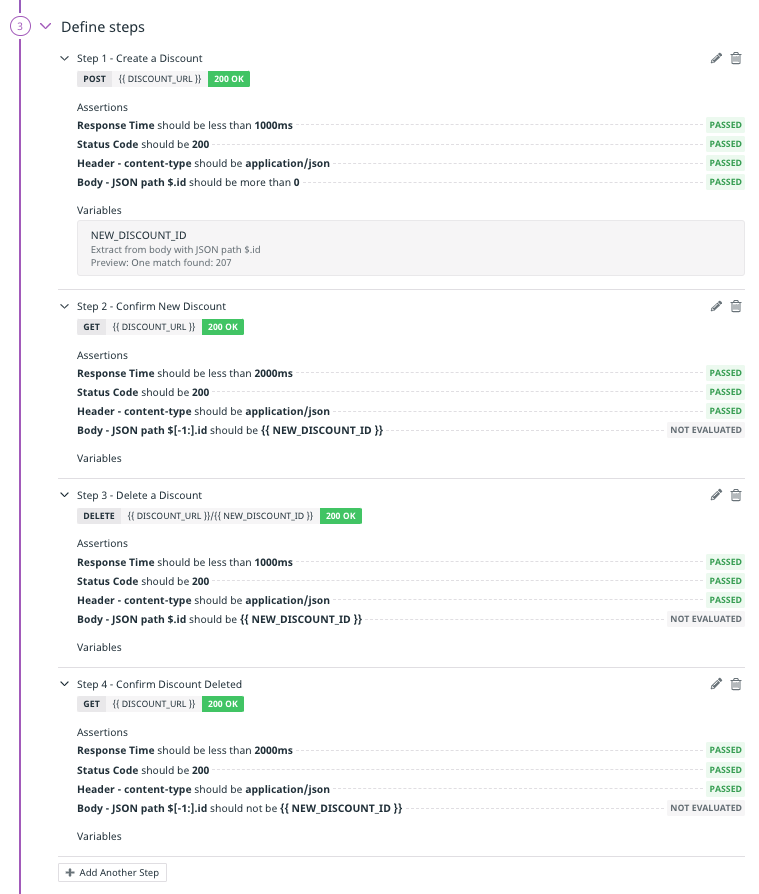 3 Define steps
Step 1 - Create a Discount
POST {{ DISCOUNT_URL }} 200 OK
Assertions
Response Time should be less than 1000ms PASSED
Status Code should be 200 PASSED
Header - content-type should be application/json PASSED
Body - JSON path $.id should be more than 0 PASSED
Variables
NEW_DISCOUNT_ID
Extract from body with JSON path $.id
Preview: One match found: 207
Step 2 - Confirm New Discount
GET {{ DISCOUNT_URL }} 200 OK
Assertions
Response Time should be less than 2000ms PASSED
Status Code should be 200 PASSED
Header - content-type should be application/json PASSED
Body - JSON path $[-1:].id should be {{ NEW_DISCOUNT_ID }} NOT EVALUATED
Variables
Step 3 - Delete a Discount
DELETE {{ DISCOUNT_URL }}/{{ NEW_DISCOUNT_ID }} 200 OK
Assertions
Response Time should be less than 1000ms PASSED
Status Code should be 200 PASSED
Header - content-type should be application/json PASSED
Body - JSON path $.id should be {{ NEW_DISCOUNT_ID }} NOT EVALUATED
Variables
Step 4 - Confirm Discount Deleted
GET {{ DISCOUNT_URL }} 200 OK
Assertions
Response Time should be less than 2000ms PASSED
Status Code should be 200 PASSED
Header - content-type should be application/json PASSED
Body - JSON path $[-1:].id should not be {{ NEW_DISCOUNT_ID }} NOT EVALUATED
Variables
+ Add Another Step